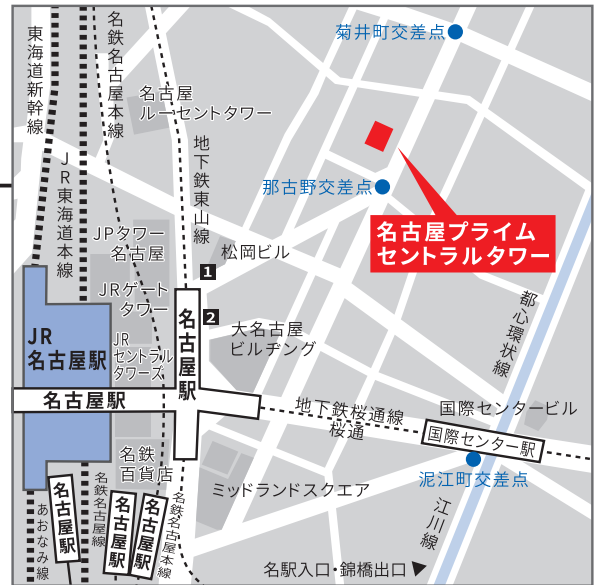 菊井町交差点
東海道新幹線
名鉄名古屋本線
名古屋
ルーセントタワー
地下鉄東山線
JR東海道本線
那古野交差点
名古屋プライム
セントラルタワー
JPタワー
名古屋
松岡ビル
1
JRゲート
タワー
2
名古屋駅
大名古屋
ビルヂング
都心環状線
JR
名古屋駅
JR
セントラル
タワーズ
名古屋駅
地下鉄桜通線
桜通
国際センタービル
国際センター駅
名鉄
百貨店
泥江町交差点
ミッドランドスクエア
名古屋駅
あおなみ線
名鉄名古屋線
名古屋駅
名古屋駅
名鉄名古屋本線
江川線
名駅入口・錦橋出口